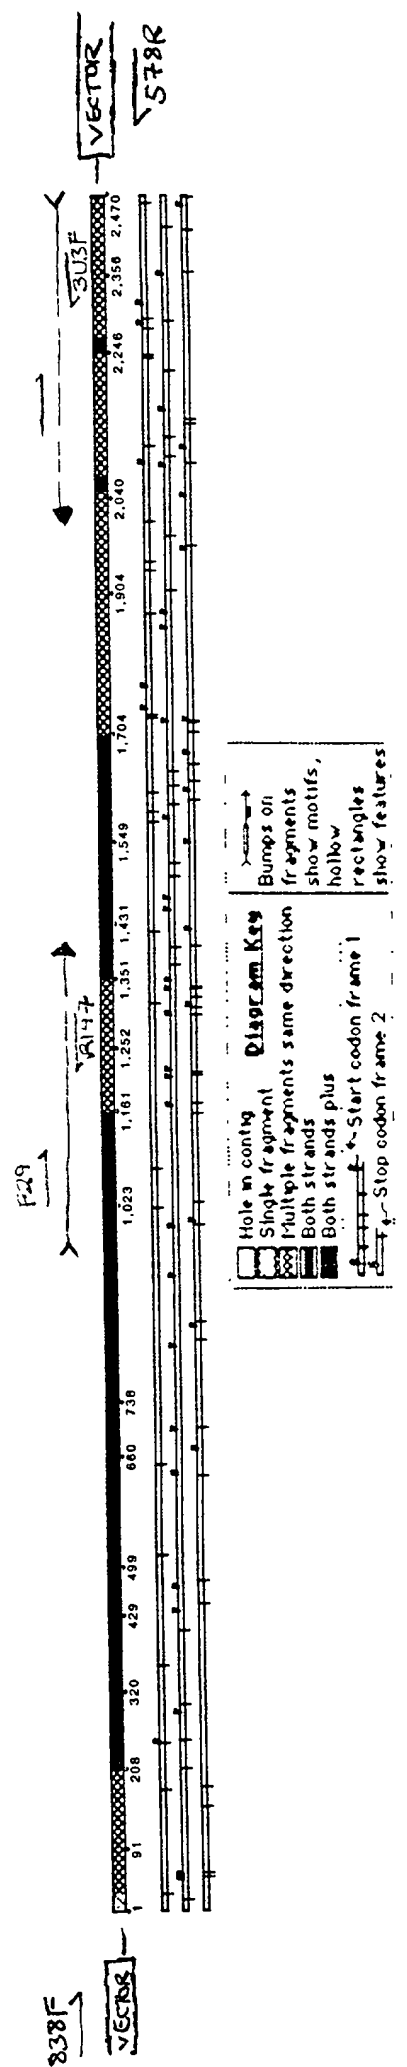 838F
VECTOR
F29
R147
3U3F
VECTOR
578R
1
91
208
320
429
499
660
738
1,023
1,161
1,252
1,351
1,431
1,549
1,704
1,904
2,040
2,246
2,356
2,470
Hole in contig
Diagram Key
Single fragment
Multiple fragments same direction
Both strands
Both strands plus
Start codon frame 1
Stop codon frame 2
Bumps on
fragments
show motifs,
hollow
rectangles
show features